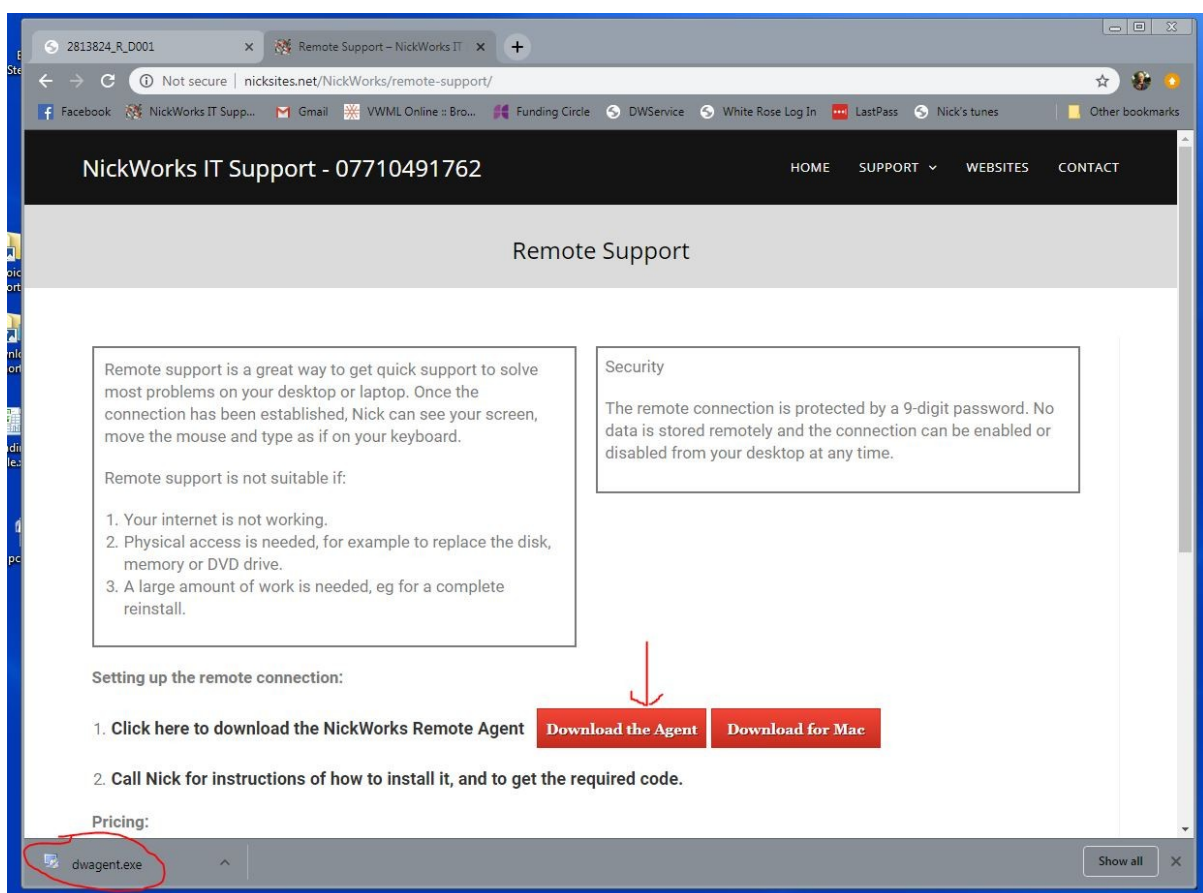 2813824_R_D001
Remote Support – NickWorks IT
Not secure | nicksites.net/NickWorks/remote-support/
Facebook NickWorks IT Supp... Gmail VWML Online :: Bro... Funding Circle DWService White Rose Log In LastPass Nick's tunes Other bookmarks
NickWorks IT Support - 07710491762
HOME SUPPORT WEBSITES CONTACT
Remote Support
Remote support is a great way to get quick support to solve
most problems on your desktop or laptop. Once the
connection has been established, Nick can see your screen,
move the mouse and type as if on your keyboard.
Remote support is not suitable if:
1. Your internet is not working.
2. Physical access is needed, for example to replace the disk,
memory or DVD drive.
3. A large amount of work is needed, eg for a complete
reinstall.
Security
The remote connection is protected by a 9-digit password. No
data is stored remotely and the connection can be enabled or
disabled from your desktop at any time.
Setting up the remote connection:
1. Click here to download the NickWorks Remote Agent Download the Agent Download for Mac
2. Call Nick for instructions of how to install it, and to get the required code.
Pricing:
dwagent.exe
Show all